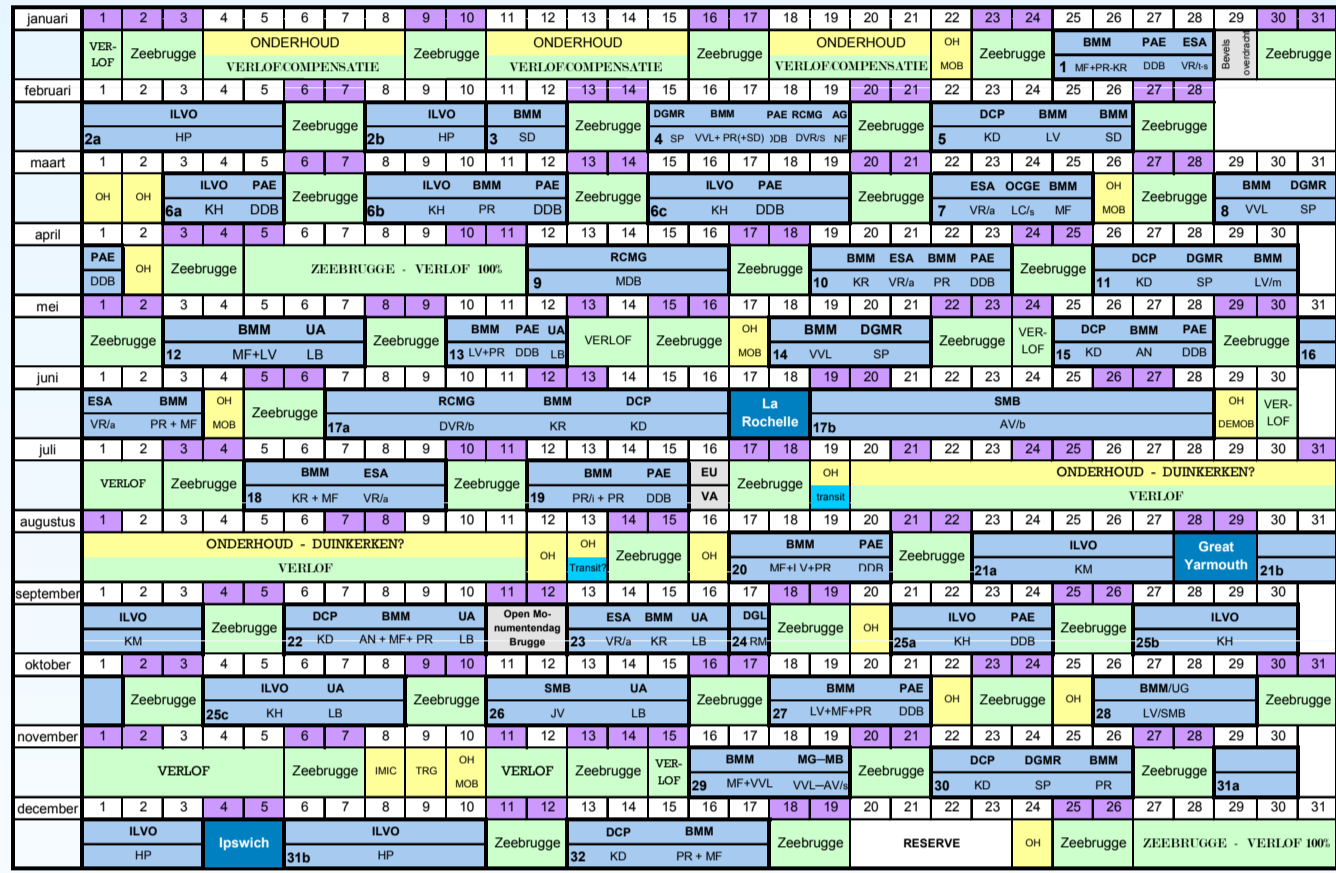 januari 1 2 3 4 5 6 7 8 9 10 11 12 13 14 15 16 17 18 19 20 21 22 23 24 25 26 27 28 29 30 31
VER-LOF Zeebrugge ONDERHOUD Zeebrugge ONDERHOUD Zeebrugge ONDERHOUD OH Zeebrugge BMM PAE ESA Bevels overdracht Zeebrugge
VERLOFCOMPENSATIE VERLOFCOMPENSATIE VERLOFCOMPENSATIE MOB 1 MF+PR-KR DDB VR/t-s
februari 1 2 3 4 5 6 7 8 9 10 11 12 13 14 15 16 17 18 19 20 21 22 23 24 25 26 27 28
ILVO Zeebrugge ILVO BMM Zeebrugge DGMR BMM PAE RCMG AG Zeebrugge DCP BMM BMM Zeebrugge
2a HP 2b HP 3 SD 4 SP VVL+ PR(+SD) DDB DVR/s NF 5 KD LV SD
maart 1 2 3 4 5 6 7 8 9 10 11 12 13 14 15 16 17 18 19 20 21 22 23 24 25 26 27 28 29 30 31
OH OH ILVO PAE Zeebrugge ILVO BMM PAE Zeebrugge ILVO PAE Zeebrugge ESA OCGE BMM OH Zeebrugge BMM DGMR
6a KH DDB 6b KH PR DDB 6c KH DDB 7 VR/a LC/s MF MOB 8 VVL SP
april 1 2 3 4 5 6 7 8 9 10 11 12 13 14 15 16 17 18 19 20 21 22 23 24 25 26 27 28 29 30
PAE OH Zeebrugge ZEEBRUGGE - VERLOF 100% RCMG Zeebrugge BMM ESA BMM PAE Zeebrugge DCP DGMR BMM
DDB 9 MDB 10 KR VR/a PR DDB 11 KD SP LV/m
mei 1 2 3 4 5 6 7 8 9 10 11 12 13 14 15 16 17 18 19 20 21 22 23 24 25 26 27 28 29 30 31
Zeebrugge BMM UA Zeebrugge BMM PAE UA VERLOF Zeebrugge OH BMM DGMR Zeebrugge VER-LOF DCP BMM PAE Zeebrugge
12 MF+LV LB 13 LV+PR DDB LB MOB 14 VVL SP 15 KD AN DDB 16
juni 1 2 3 4 5 6 7 8 9 10 11 12 13 14 15 16 17 18 19 20 21 22 23 24 25 26 27 28 29 30
ESA BMM OH Zeebrugge RCMG BMM DCP La Rochelle SMB OH VER-LOF
VR/a PR + MF MOB 17a DVR/b KR KD 17b AV/b DEMOB
juli 1 2 3 4 5 6 7 8 9 10 11 12 13 14 15 16 17 18 19 20 21 22 23 24 25 26 27 28 29 30 31
VERLOF Zeebrugge BMM ESA Zeebrugge BMM PAE EU Zeebrugge OH ONDERHOUD - DUINKERKEN?
18 KR + MF VR/a 19 PR/i + PR DDB VA transit VERLOF
augustus 1 2 3 4 5 6 7 8 9 10 11 12 13 14 15 16 17 18 19 20 21 22 23 24 25 26 27 28 29 30 31
ONDERHOUD - DUINKERKEN? OH OH Zeebrugge OH BMM PAE Zeebrugge ILVO Great Yarmouth
VERLOF Transit? 20 MF+LV+PR DDB 21a KM 21b
september 1 2 3 4 5 6 7 8 9 10 11 12 13 14 15 16 17 18 19 20 21 22 23 24 25 26 27 28 29 30
ILVO Zeebrugge DCP BMM UA Open Mo-numentendag Brugge ESA BMM UA DGL Zeebrugge OH ILVO PAE Zeebrugge ILVO
KM 22 KD AN + MF+ PR LB 23 VR/a KR LB 24 RM 25a KH DDB 25b KH
oktober 1 2 3 4 5 6 7 8 9 10 11 12 13 14 15 16 17 18 19 20 21 22 23 24 25 26 27 28 29 30 31
Zeebrugge ILVO UA Zeebrugge SMB UA Zeebrugge BMM PAE OH Zeebrugge OH BMM/UG Zeebrugge
25c KH LB 26 JV LB 27 LV+MF+PR DDB 28 LV/SMB
november 1 2 3 4 5 6 7 8 9 10 11 12 13 14 15 16 17 18 19 20 21 22 23 24 25 26 27 28 29 30
VERLOF Zeebrugge IMIC TRG OH VERLOF Zeebrugge VER-LOF BMM MG—MB Zeebrugge DCP DGMR BMM Zeebrugge
MOB 29 MF+VVL VVL—AV/s 30 KD SP PR 31a
december 1 2 3 4 5 6 7 8 9 10 11 12 13 14 15 16 17 18 19 20 21 22 23 24 25 26 27 28 29 30 31
ILVO Ipswich ILVO Zeebrugge DCP BMM Zeebrugge RESERVE OH Zeebrugge ZEEBRUGGE - VERLOF 100%
HP 31b HP 32 KD PR + MF